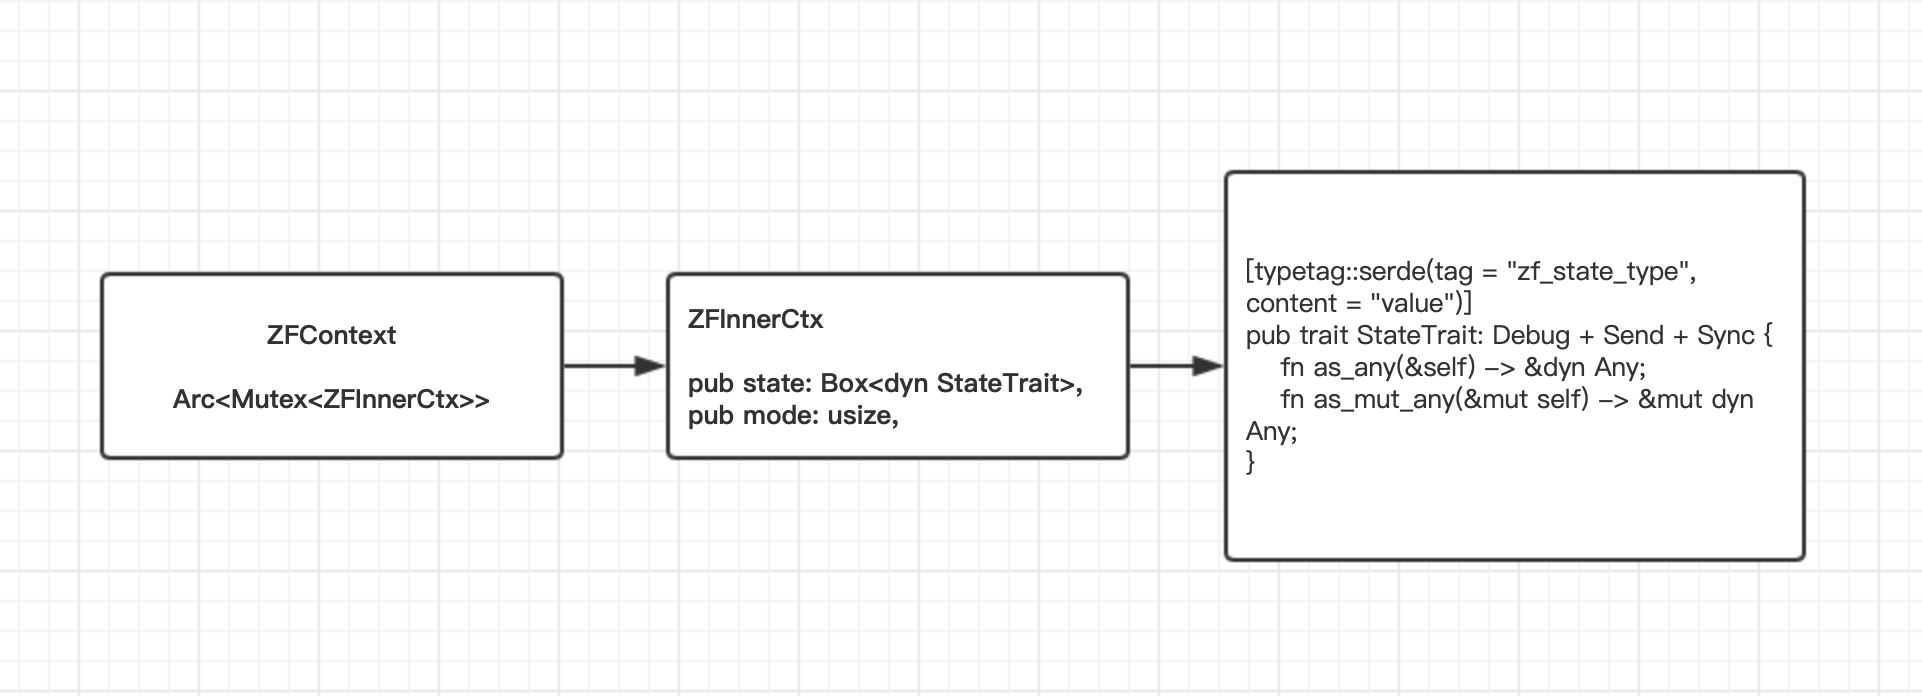 ZFContext
Arc<Mutex<ZFInnerCtx>>
ZFInnerCtx
pub state: Box<dyn StateTrait>,
pub mode: usize,
[typetag::serde(tag = "zf_state_type",
content = "value")]
pub trait StateTrait: Debug + Send + Sync {
    fn as_any(&self) –> &dyn Any;
    fn as_mut_any(&mut self) –> &mut dyn
Any;
}